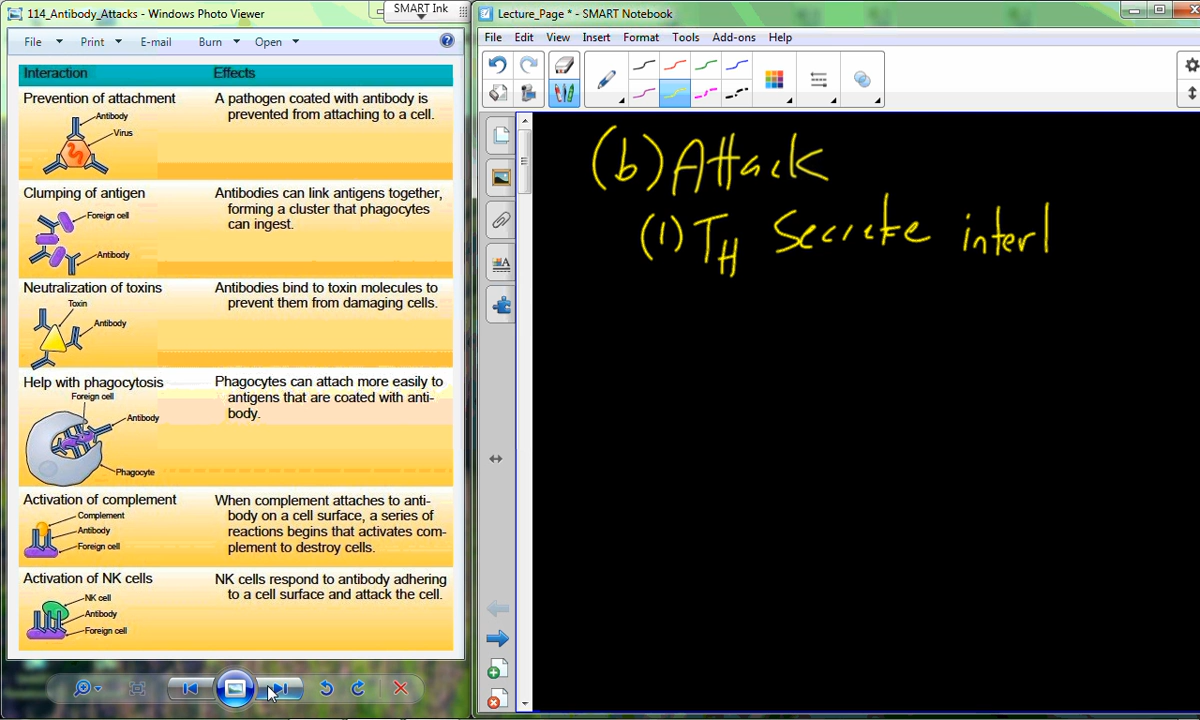 114_Antibody_Attacks - Windows Photo Viewer
SMART Ink
File Print E-mail Burn Open
Interaction Effects
Prevention of attachment
Antibody
Virus
A pathogen coated with antibody is
prevented from attaching to a cell.
Clumping of antigen
Foreign cell
Antibody
Antibodies can link antigens together,
forming a cluster that phagocytes
can ingest.
Neutralization of toxins
Toxin
Antibody
Antibodies bind to toxin molecules to
prevent them from damaging cells.
Help with phagocytosis
Foreign cell
Antibody
Phagocyte
Phagocytes can attach more easily to
antigens that are coated with anti-
body.
Activation of complement
Complement
Antibody
Foreign cell
When complement attaches to anti-
body on a cell surface, a series of
reactions begins that activates com-
plement to destroy cells.
Activation of NK cells
NK cell
Antibody
Foreign cell
NK cells respond to antibody adhering
to a cell surface and attack the cell.
Lecture_Page * - SMART Notebook
File Edit View Insert Format Tools Add-ons Help
(b) Attack
(1) TH Secrete interl